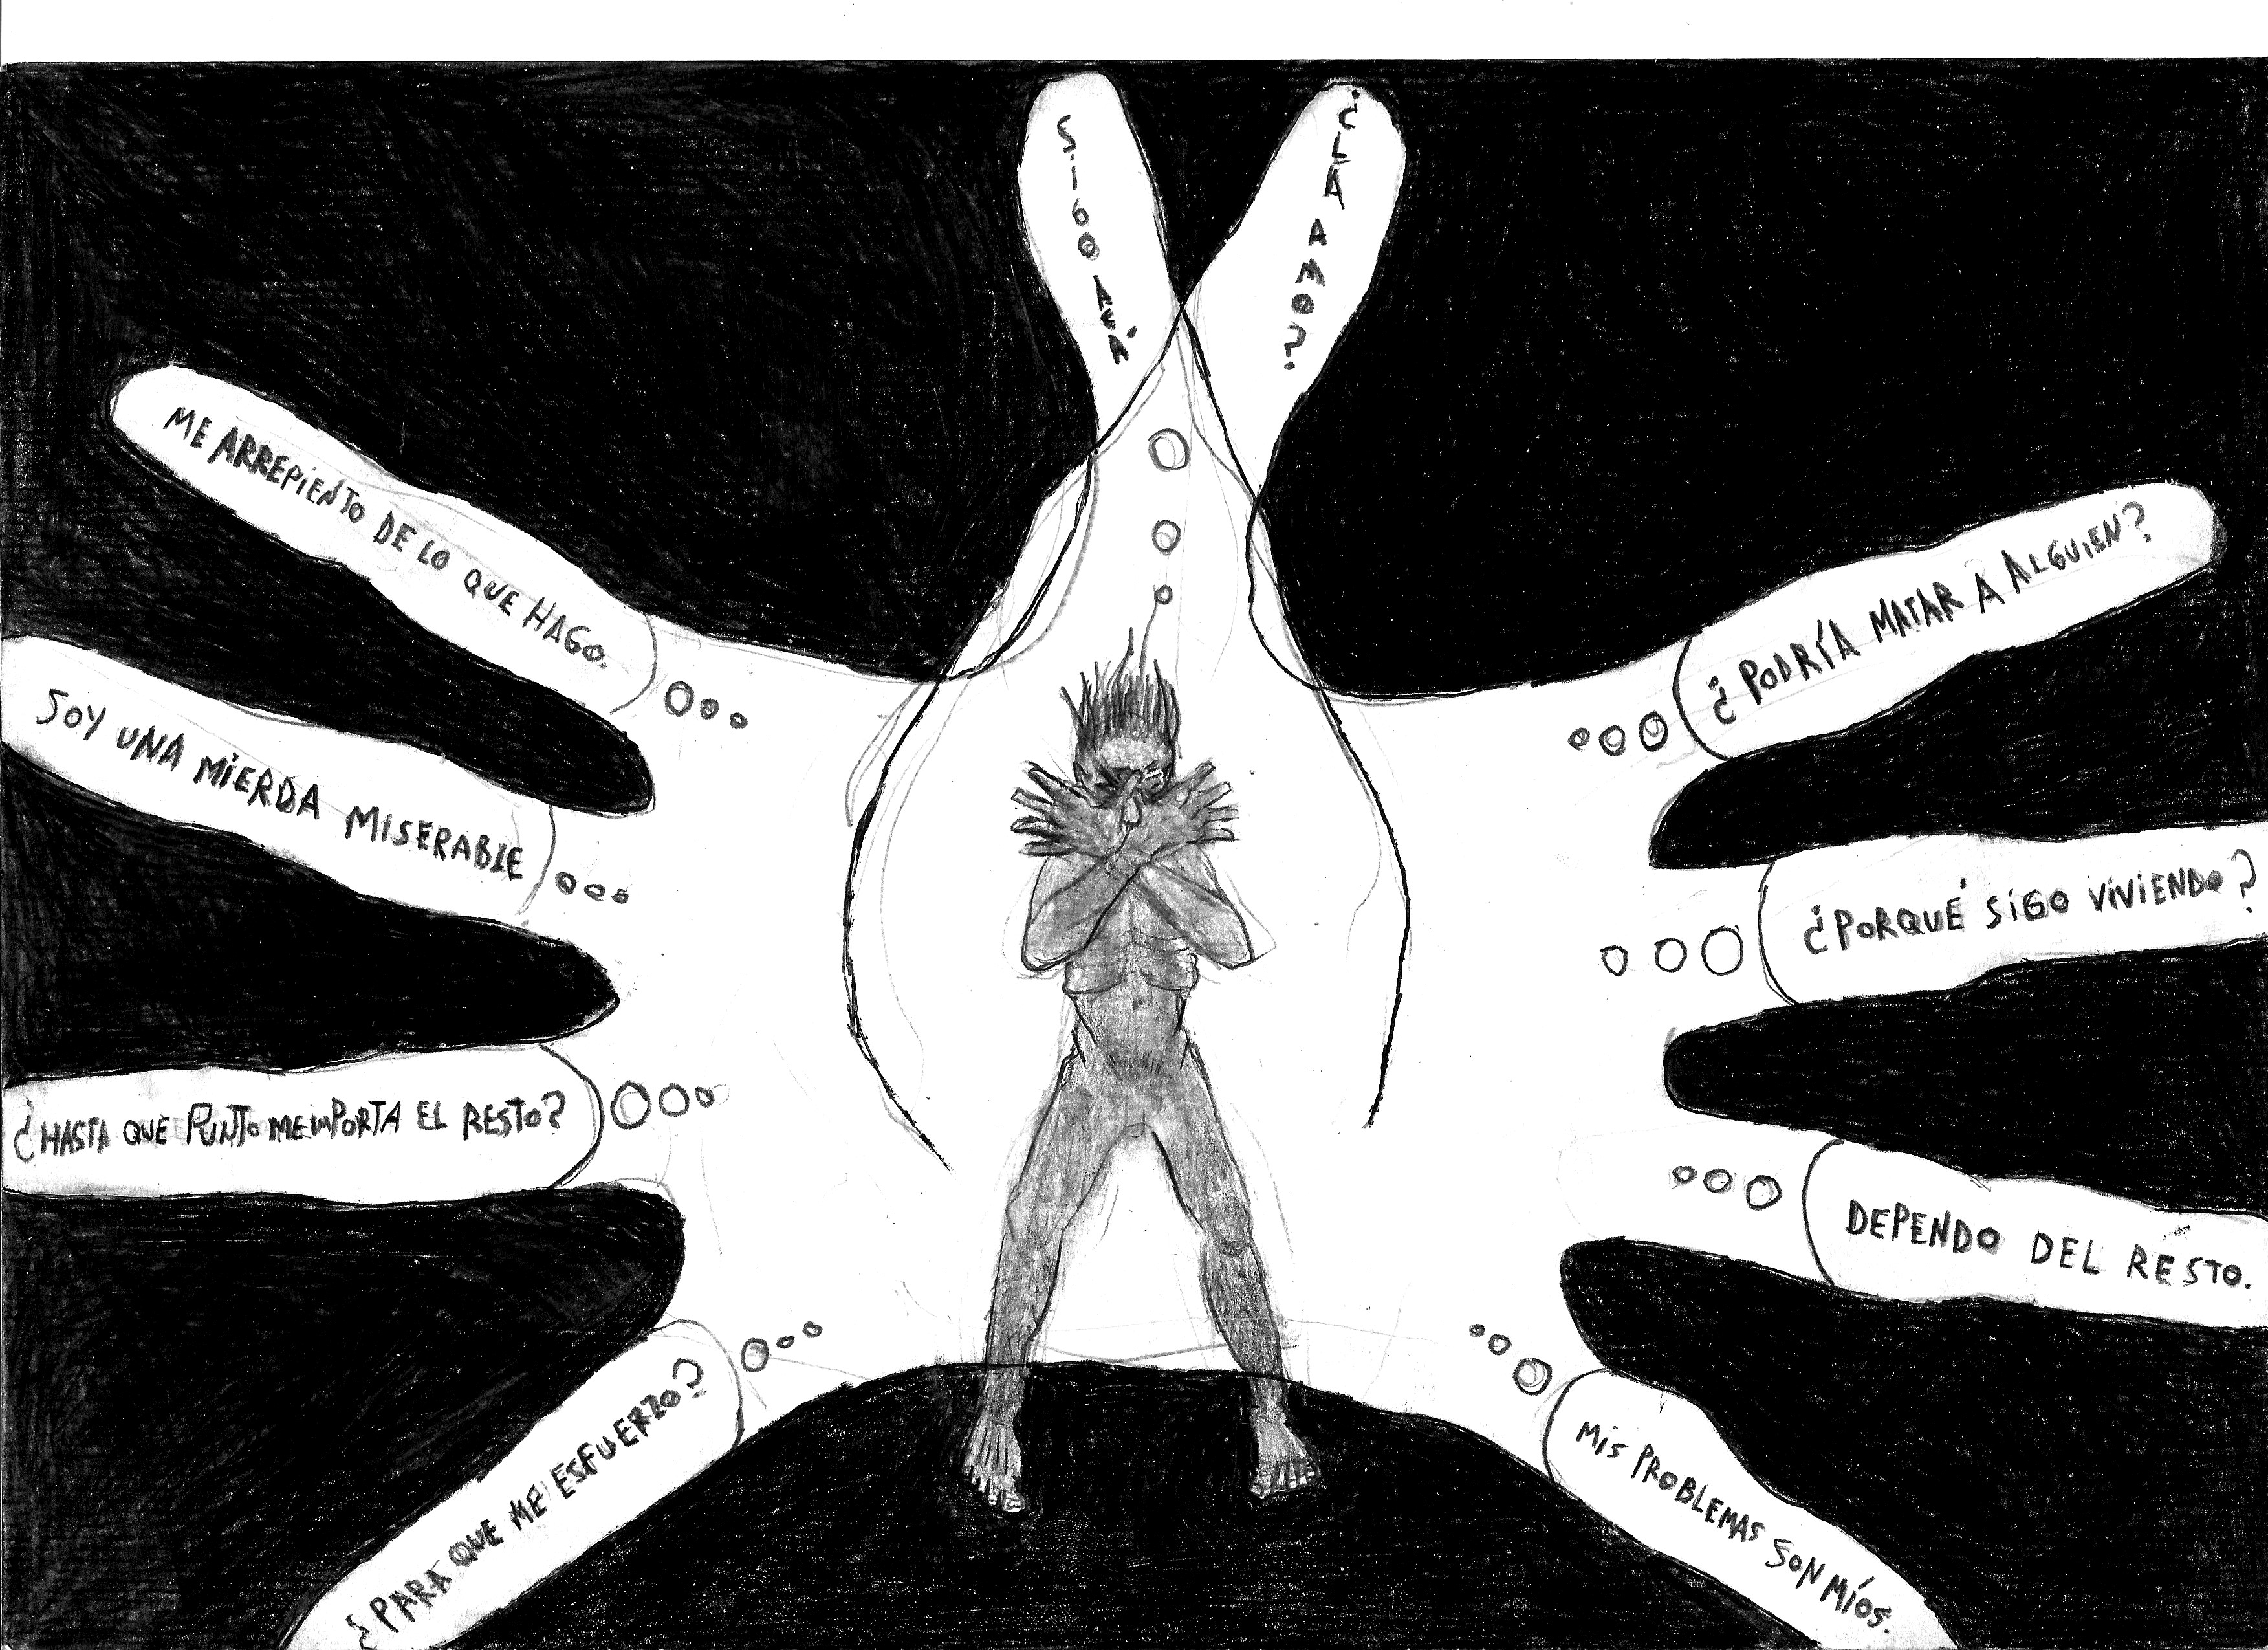 SIGO ACÁ
¿LA AMO?
ME ARREPIENTO DE LO QUE HAGO.
¿PODRÍA MATAR A ALGUIEN?
SOY UNA MIERDA MISERABLE
¿PORQUÉ SIGO VIVIENDO?
¿HASTA QUE PUNTO ME IMPORTA EL RESTO?
DEPENDO DEL RESTO.
¿PARA QUE ME ESFUERZO?
MIS PROBLEMAS SON MÍOS.